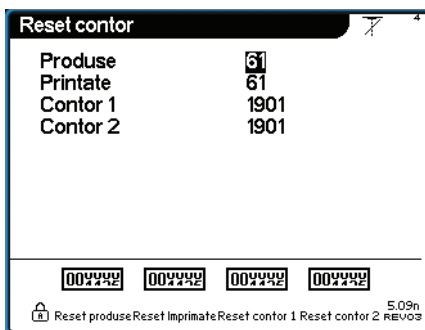 Reset contor
4
Produse 61
Printate 61
Contor 1 1901
Contor 2 1901
Reset produse Reset Imprimate Reset contor 1 Reset contor 2
5.09n
REV03